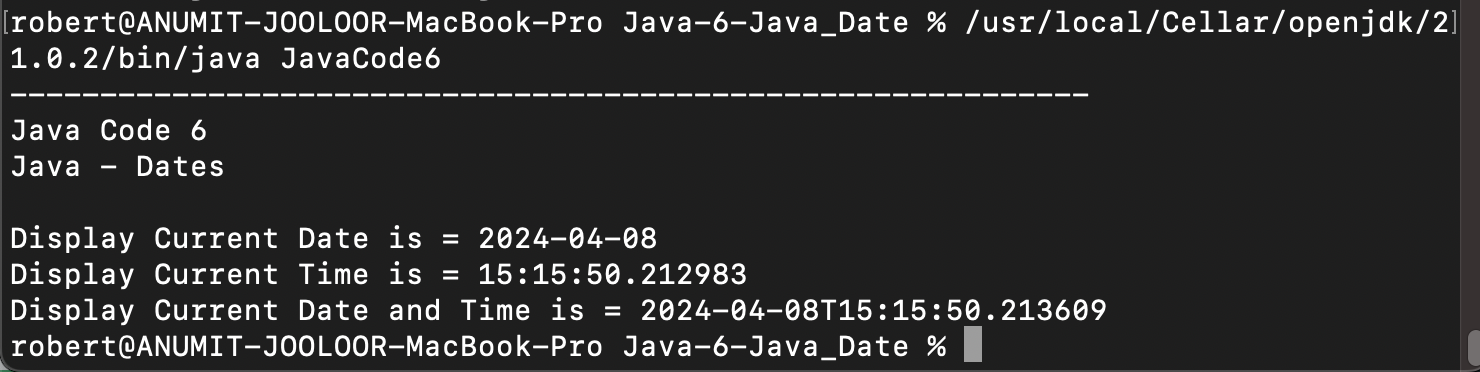 [robert@ANUMIT-JOOLOOR-MacBook-Pro Java-6-Java_Date % /usr/local/Cellar/openjdk/2]
1.0.2/bin/java JavaCode6
------------------------------------------------------------
Java Code 6
Java - Dates
Display Current Date is = 2024-04-08
Display Current Time is = 15:15:50.212983
Display Current Date and Time is = 2024-04-08T15:15:50.213609
robert@ANUMIT-JOOLOOR-MacBook-Pro Java-6-Java_Date %